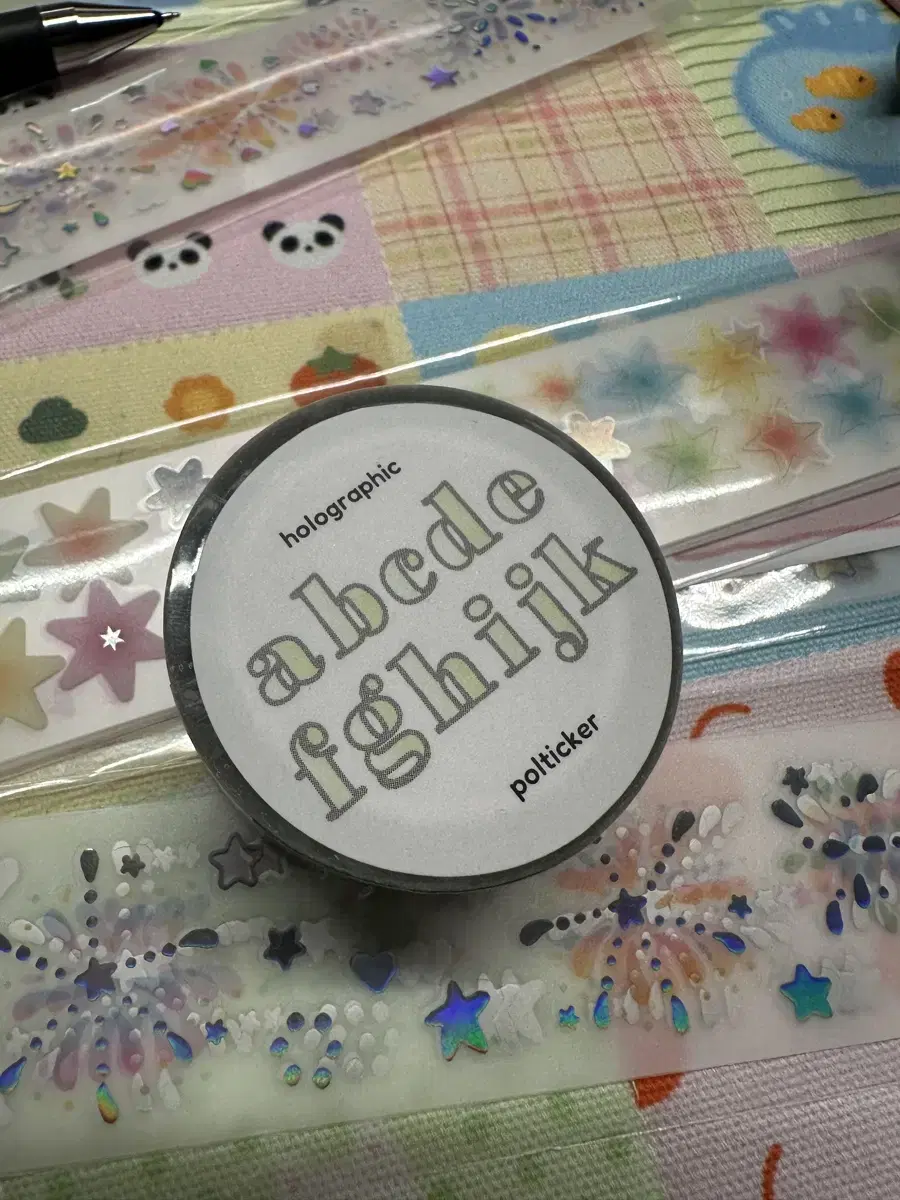 holographic
abcde
fghijk
polticker